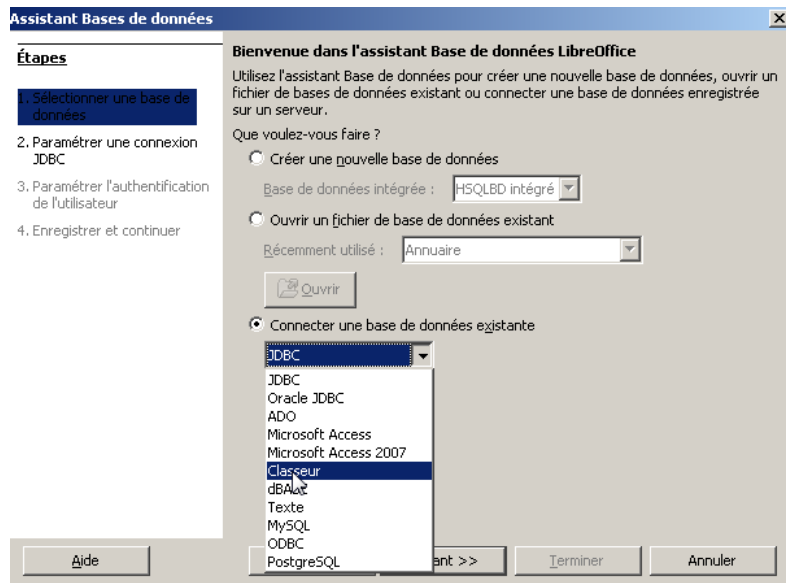 Assistant Bases de données
Étapes
1. Sélectionner une base de
données
2. Paramétrer une connexion
JDBC
3. Paramétrer l'authentification
de l'utilisateur
4. Enregistrer et continuer
Bienvenue dans l'assistant Base de données LibreOffice
Utilisez l'assistant Base de données pour créer une nouvelle base de données, ouvrir un
fichier de bases de données existant ou connecter une base de données enregistrée
sur un serveur.
Que voulez-vous faire ?
Créer une nouvelle base de données
Base de données intégrée : HSQLBD intégré
Ouvrir un fichier de base de données existant
Récemment utilisé : Annuaire
Ouvrir
Connecter une base de données existante
JDBC
JDBC
Oracle JDBC
ADO
Microsoft Access
Microsoft Access 2007
Classeur
dBASE
Texte
MySQL
ODBC
PostgreSQL
Aide ant >> Terminer Annuler